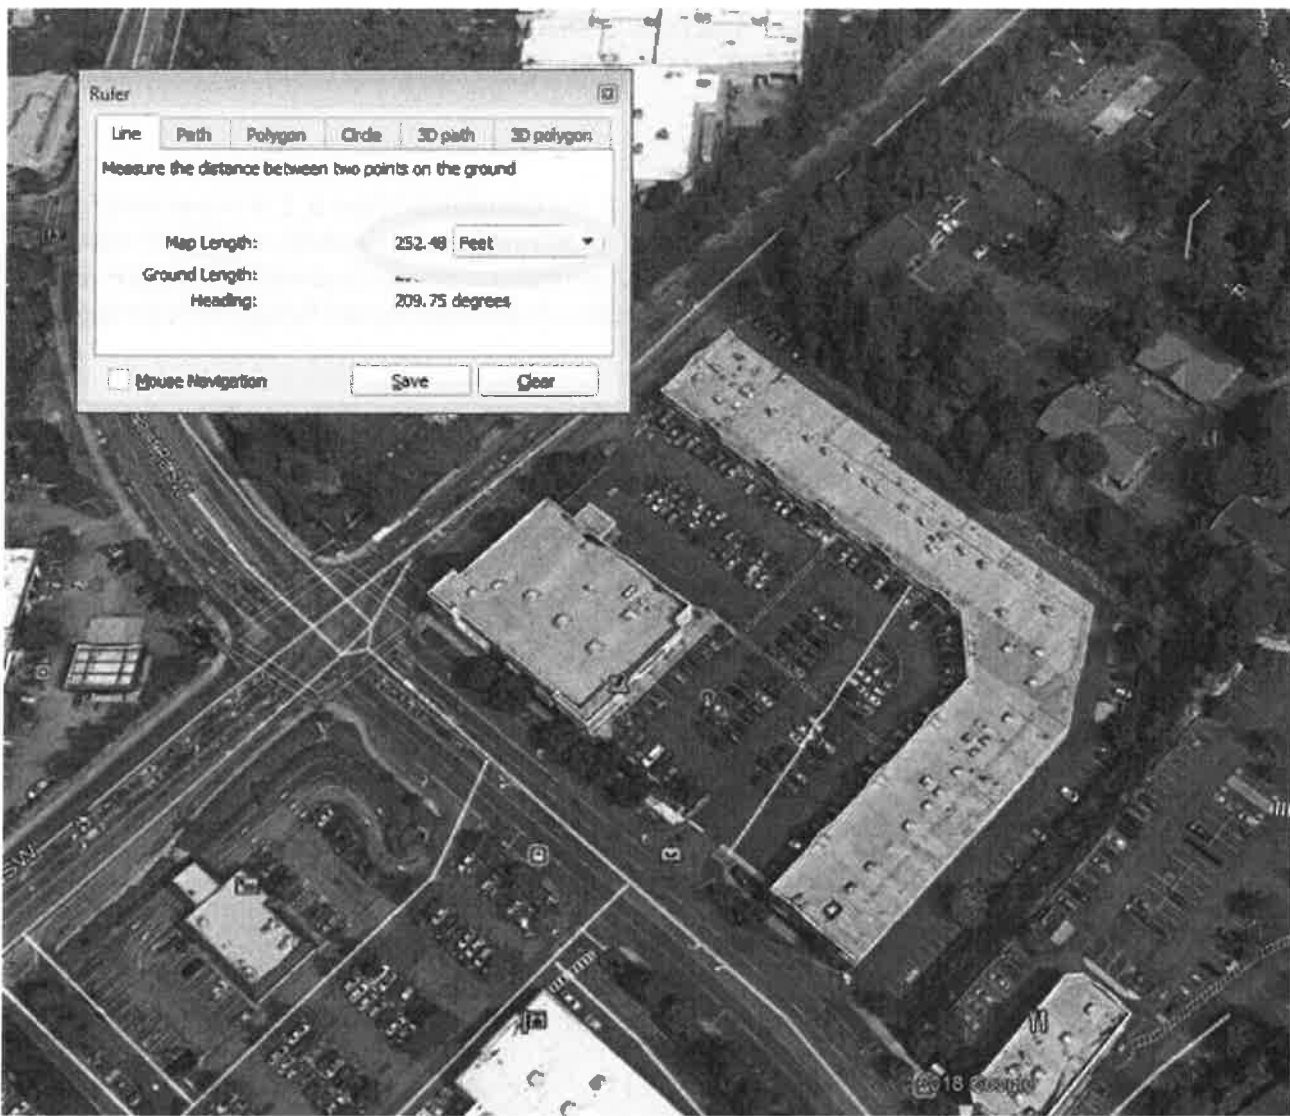 Ruler
Line Path Polygon Circle 3D path 3D polygon
Measure the distance between two points on the ground
Map Length: 252.48 Feet
Ground Length:
Heading: 209.75 degrees
Mouse Navigation Save Clear
SW